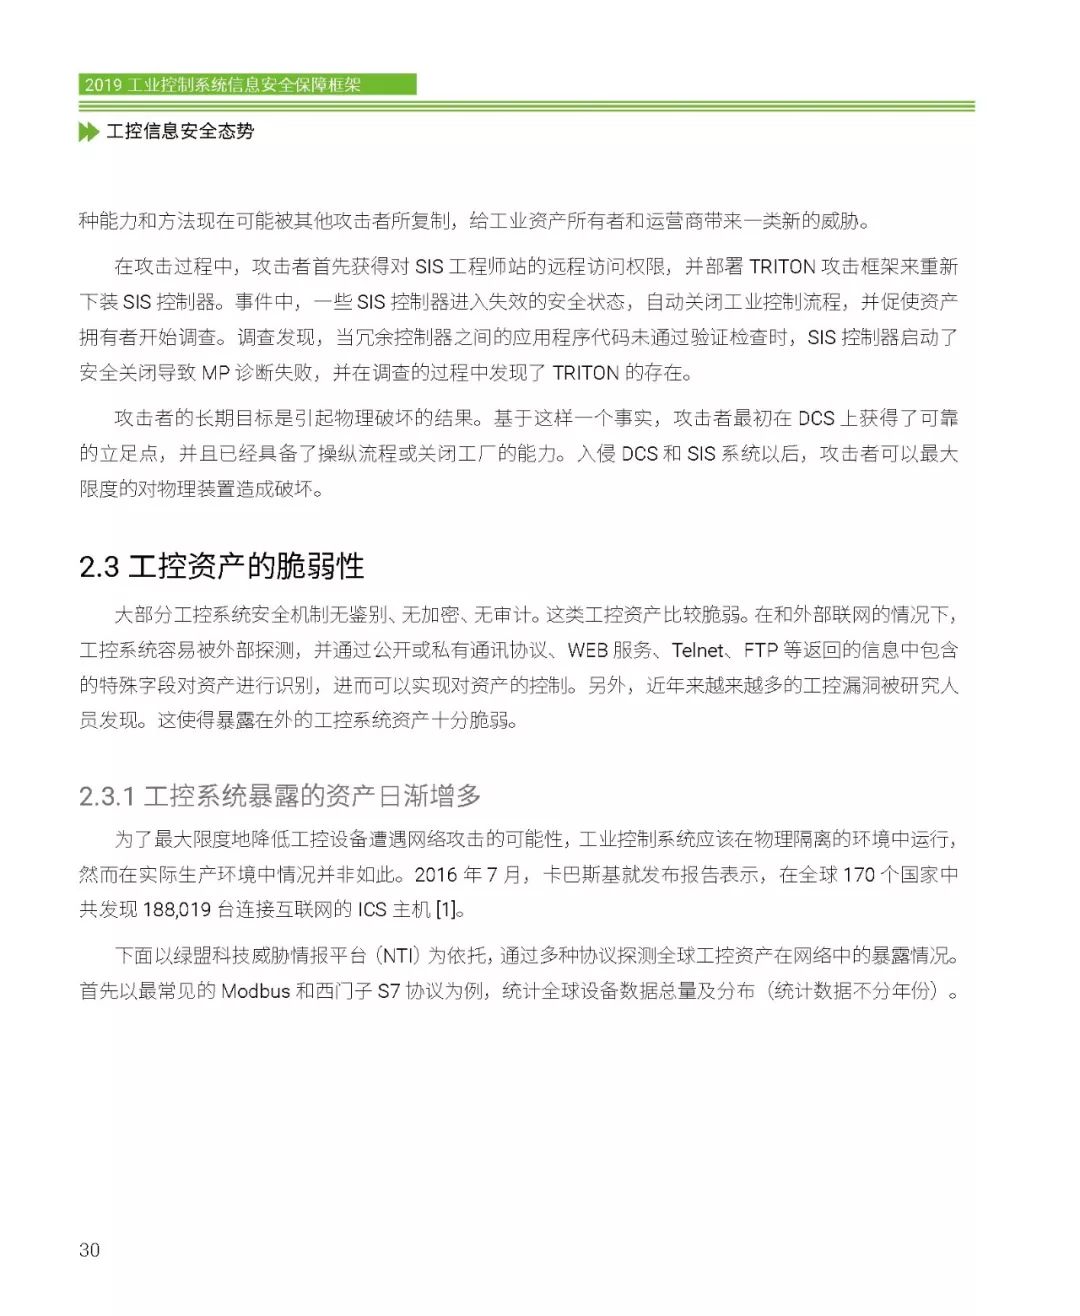 2019 工业控制系统信息安全保障框架
工控信息安全态势
种能力和方法现在可能被其他攻击者所复制，给工业资产所有者和运营商带来一类新的威胁。
在攻击过程中，攻击者首先获得对 SIS 工程师站的远程访问权限，并部署 TRITON 攻击框架来重新
下装 SIS 控制器。事件中，一些 SIS 控制器进入失效的安全状态，自动关闭工业控制流程，并促使资产
拥有者开始调查。调查发现，当冗余控制器之间的应用程序代码未通过验证检查时，SIS 控制器启动了
安全关闭导致 MP 诊断失败，并在调查的过程中发现了 TRITON 的存在。
攻击者的长期目标是引起物理破坏的结果。基于这样一个事实，攻击者最初在 DCS 上获得了可靠
的立足点，并且已经具备了操纵流程或关闭工厂的能力。入侵 DCS 和 SIS 系统以后，攻击者可以最大
限度的对物理装置造成破坏。
2.3 工控资产的脆弱性
大部分工控系统安全机制无鉴别、无加密、无审计。这类工控资产比较脆弱。在和外部联网的情况下，
工控系统容易被外部探测，并通过公开或私有通讯协议、WEB 服务、Telnet、FTP 等返回的信息中包含
的特殊字段对资产进行识别，进而可以实现对资产的控制。另外，近年来越来越多的工控漏洞被研究人
员发现。这使得暴露在外的工控系统资产十分脆弱。
2.3.1 工控系统暴露的资产日渐增多
为了最大限度地降低工控设备遭遇网络攻击的可能性，工业控制系统应该在物理隔离的环境中运行，
然而在实际生产环境中情况并非如此。2016 年 7 月，卡巴斯基就发布报告表示，在全球 170 个国家中
共发现 188,019 台连接互联网的 ICS 主机 [1]。
下面以绿盟科技威胁情报平台（NTI）为依托，通过多种协议探测全球工控资产在网络中的暴露情况。
首先以最常见的 Modbus 和西门子 S7 协议为例，统计全球设备数据总量及分布（统计数据不分年份）。
30